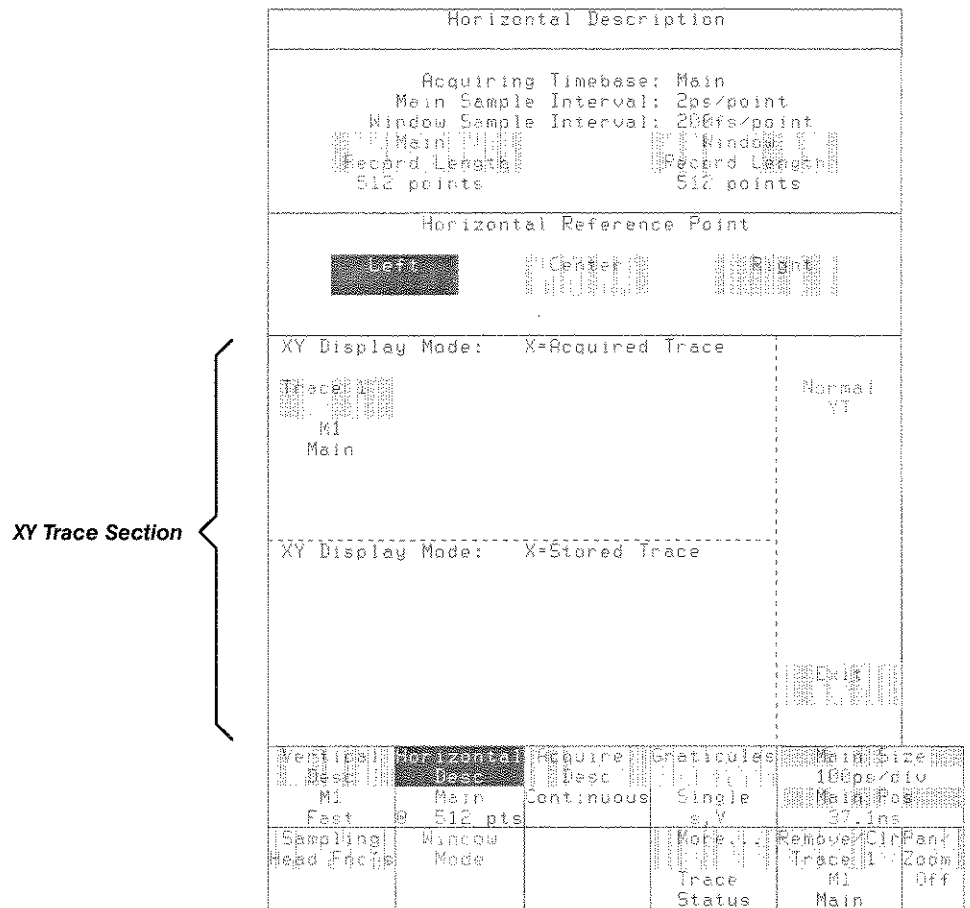 Horizontal Description
Acquiring Timebase: Main
Main Sample Interval: 2ps/point
Window Sample Interval: 200fs/point
Main Window
Record Length Record Length
512 points 512 points
Horizontal Reference Point
Left Center Right
XY Display Mode: X=Acquired Trace
Trace 1 Normal
YT
M1
Main
XY Trace Section
XY Display Mode: X=Stored Trace
Exit
Vertical Horizontal Acquire Graticules Main Size
Desc Desc Desc 100ps/div
M1 Main Continuous Single Main Pos
Fast @ 512 pts s,V 37.1ns
Sampling Window More... Remove/Clr Pan/
Head Fnc's Mode Trace 1 Zoom
Trace M1 Off
Status Main